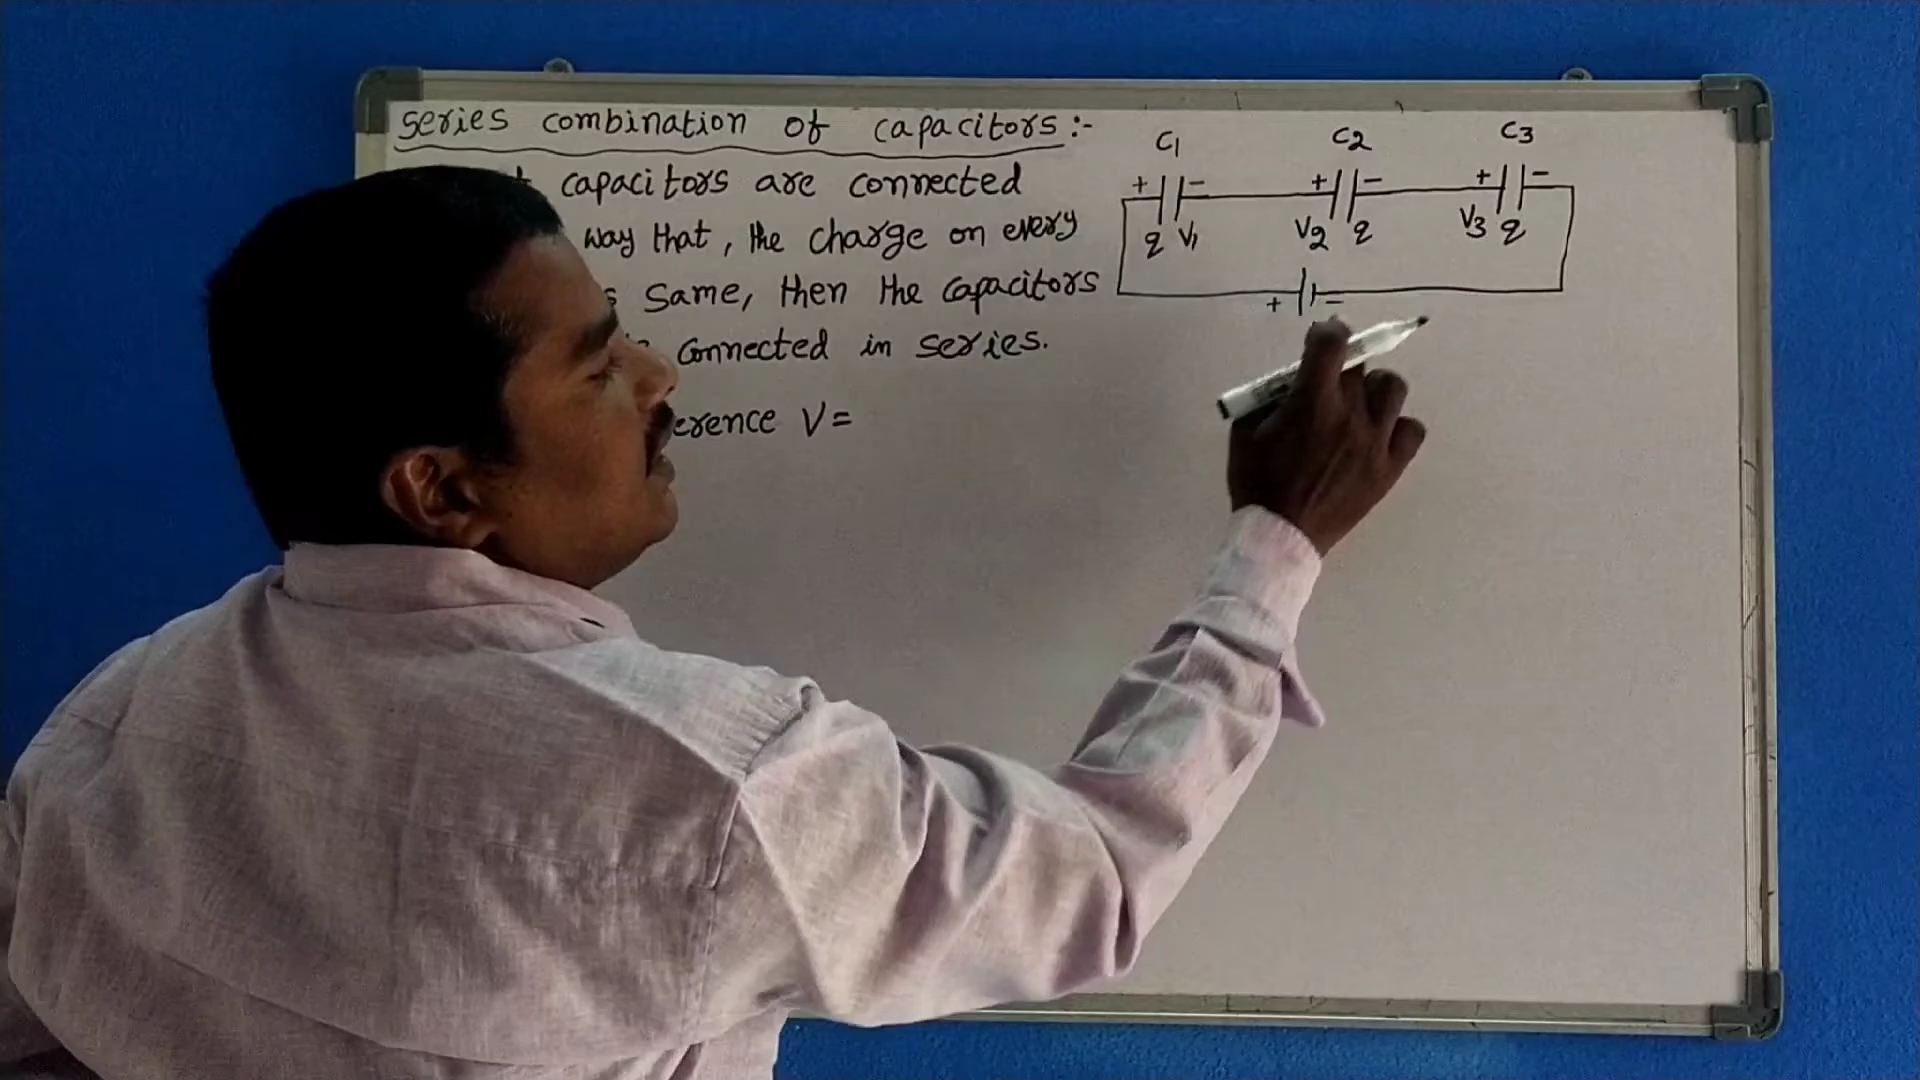 series combination of capacitors :-
capacitors are connected
way that, the charge on every
same, then the capacitors
connected in series.
V=
C1 C2 C3
+ - + - + -
q V1 V2 q V3 q
+ -